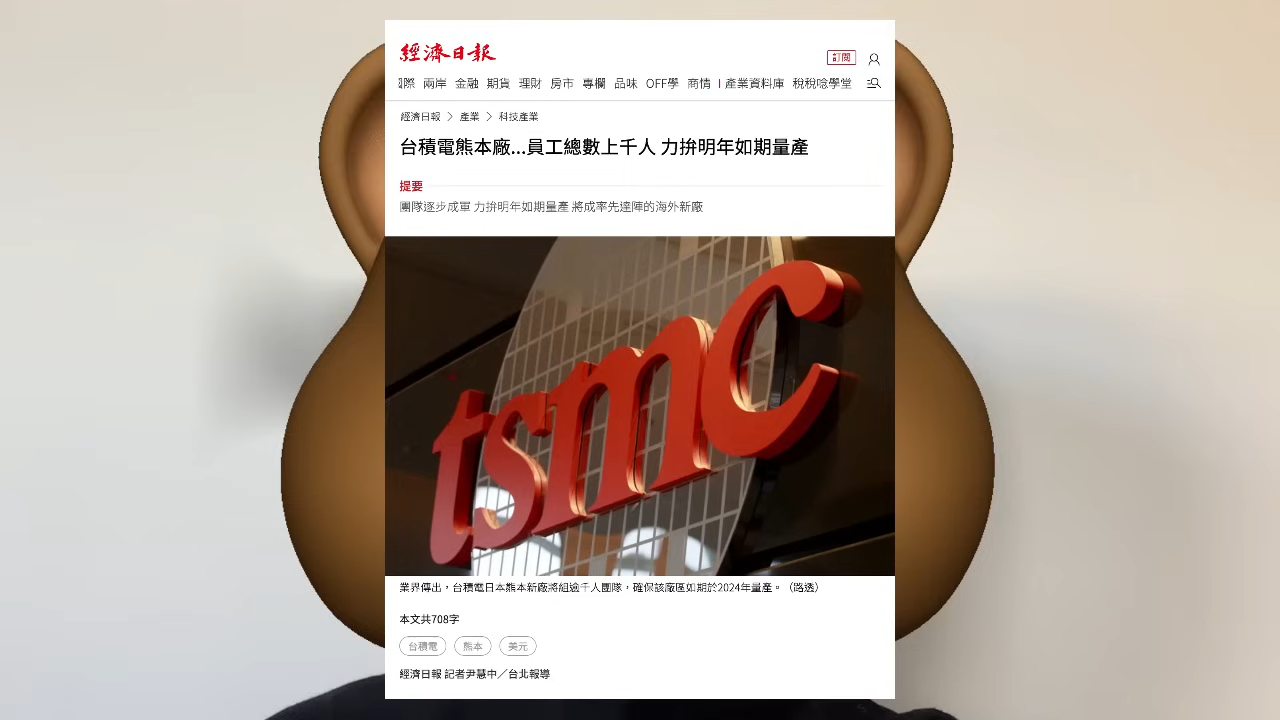 經濟日報
訂閱
國際 兩岸 金融 期貨 理財 房市 專欄 品味 OFF學 商情 | 產業資料庫 稅稅唸學堂
經濟日報 > 產業 > 科技產業
台積電熊本廠...員工總數上千人 力拚明年如期量產
提要
團隊逐步成軍 力拚明年如期量產 將成率先達陣的海外新廠
tsmc
業界傳出，台積電日本熊本新廠將組逾千人團隊，確保該廠區如期於2024年量產。（路透）
本文共708字
台積電 熊本 美元
經濟日報 記者尹慧中／台北報導